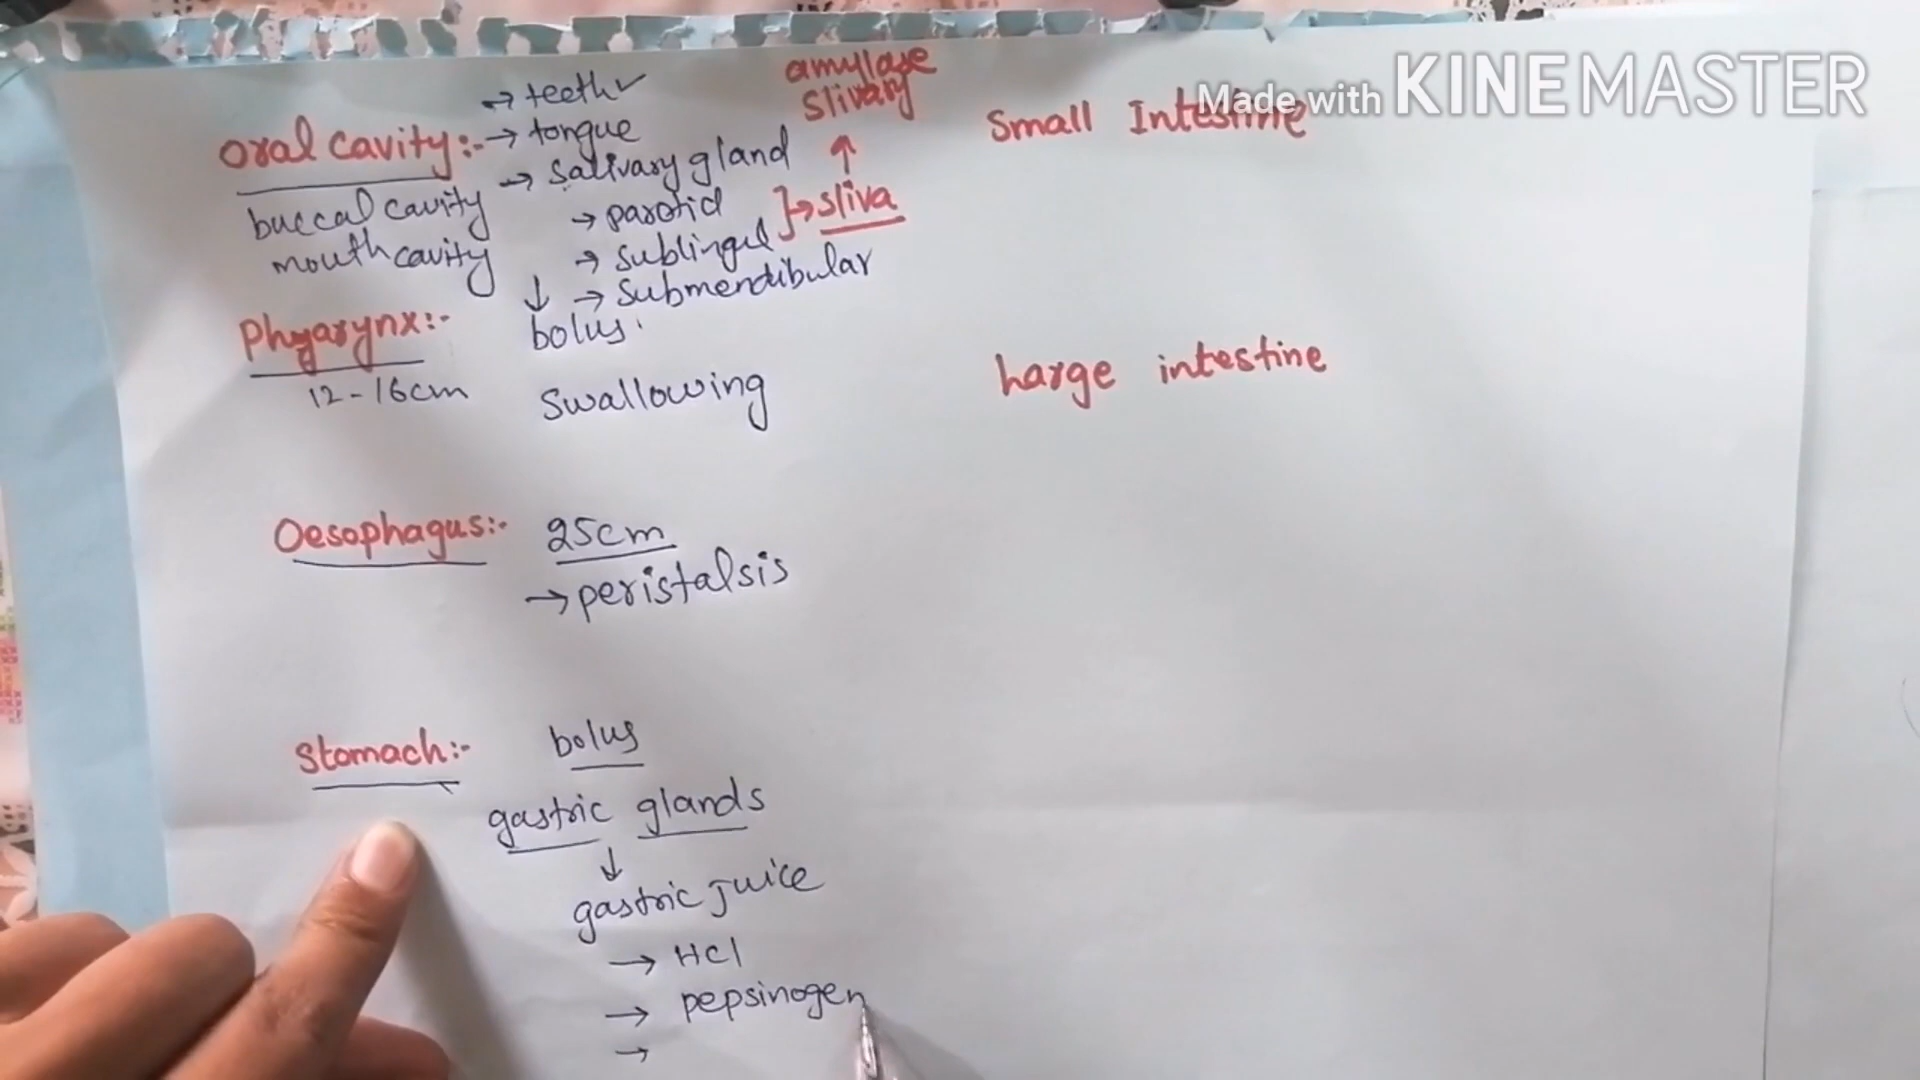 amylase
slivary
→ teeth
Oral cavity:- → tongue
→ Salivary gland
buccal cavity
mouth cavity
→ parotid
→ sublingul
→ Submendibular
}→ sliva
↑
↓
bolus
Phyarynx:-
12-16cm
Swallowing
Oesophagus:- 25cm
→ peristalsis
Stomach:- bolus
gastric glands
↓
gastric juice
→ HCl
→ pepsinogen
→
Small Intestine
Large intestine
Made with KINEMASTER